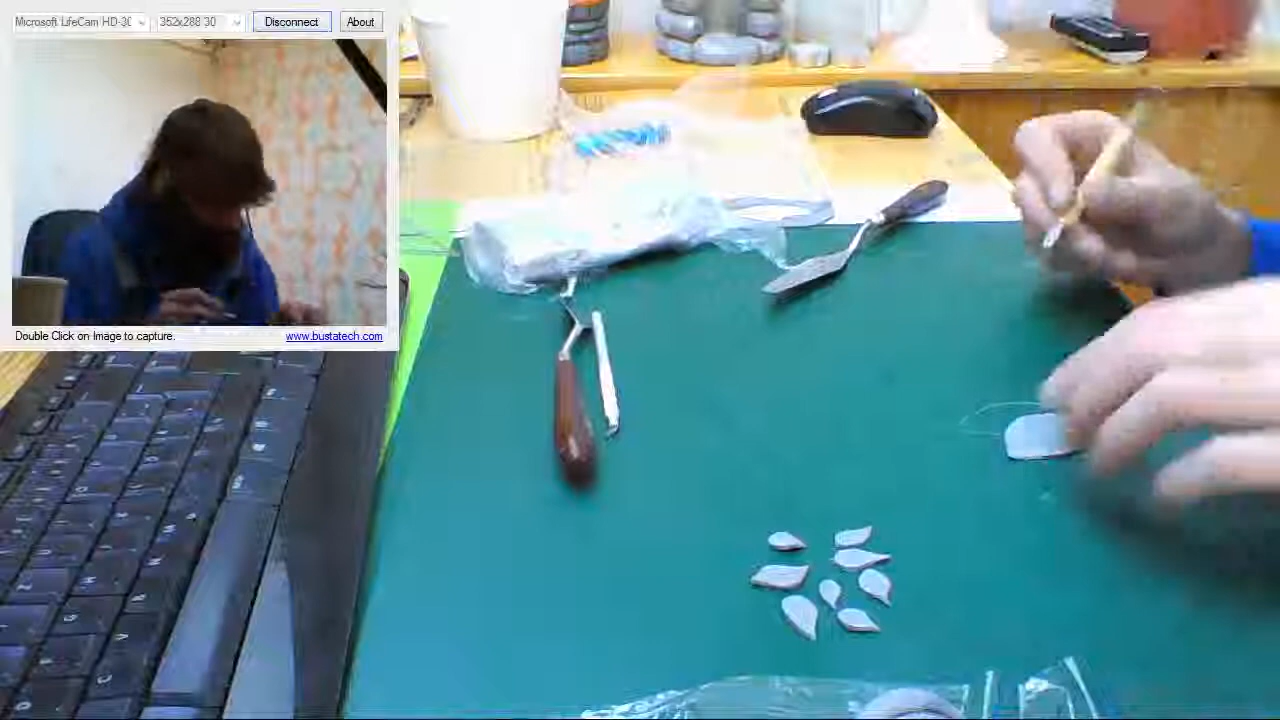 Microsoft LifeCam HD-30
352x288 30
Disconnect
About
Double Click on Image to capture.
www.bustatech.com